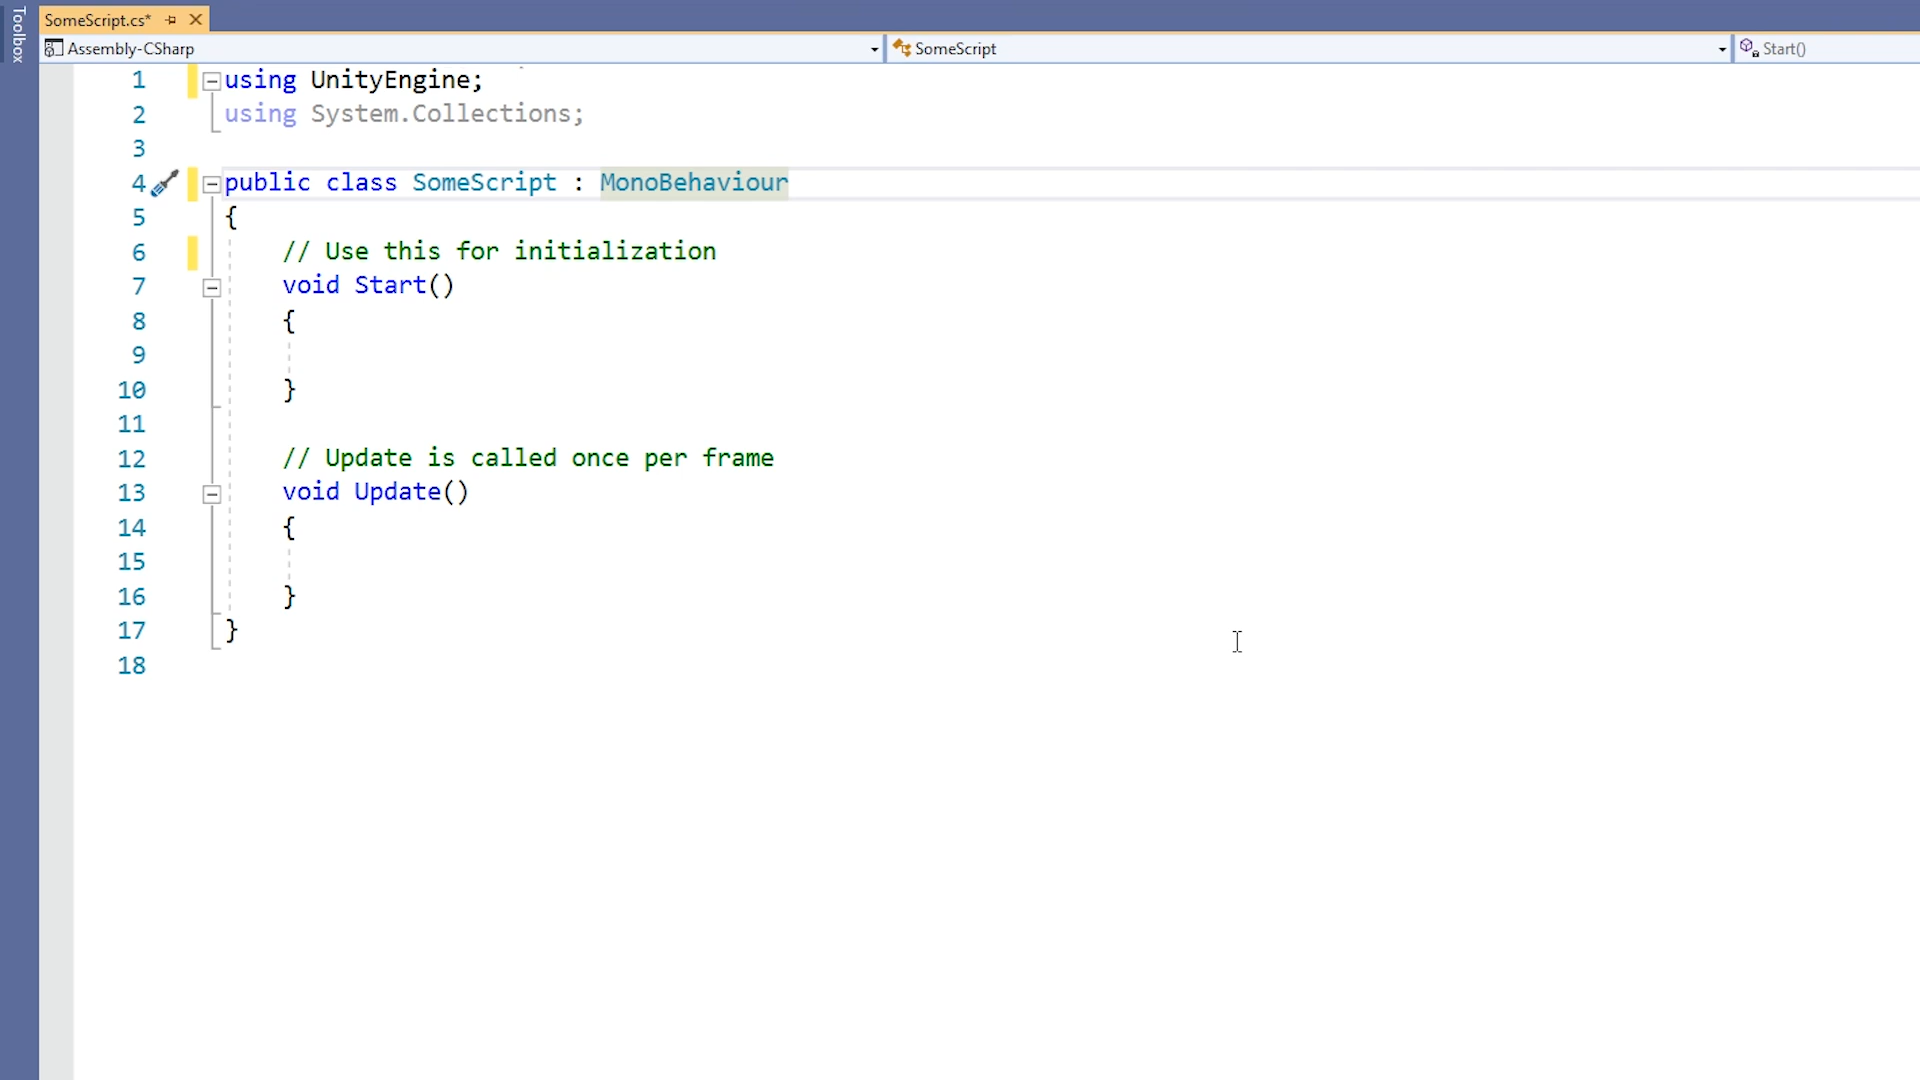 Toolbox
SomeScript.cs*
Assembly-CSharp
SomeScript
Start()
1 using UnityEngine;
2 using System.Collections;
3
4 public class SomeScript : MonoBehaviour
5 {
6 // Use this for initialization
7 void Start()
8 {
9
10 }
11
12 // Update is called once per frame
13 void Update()
14 {
15
16 }
17 }
18